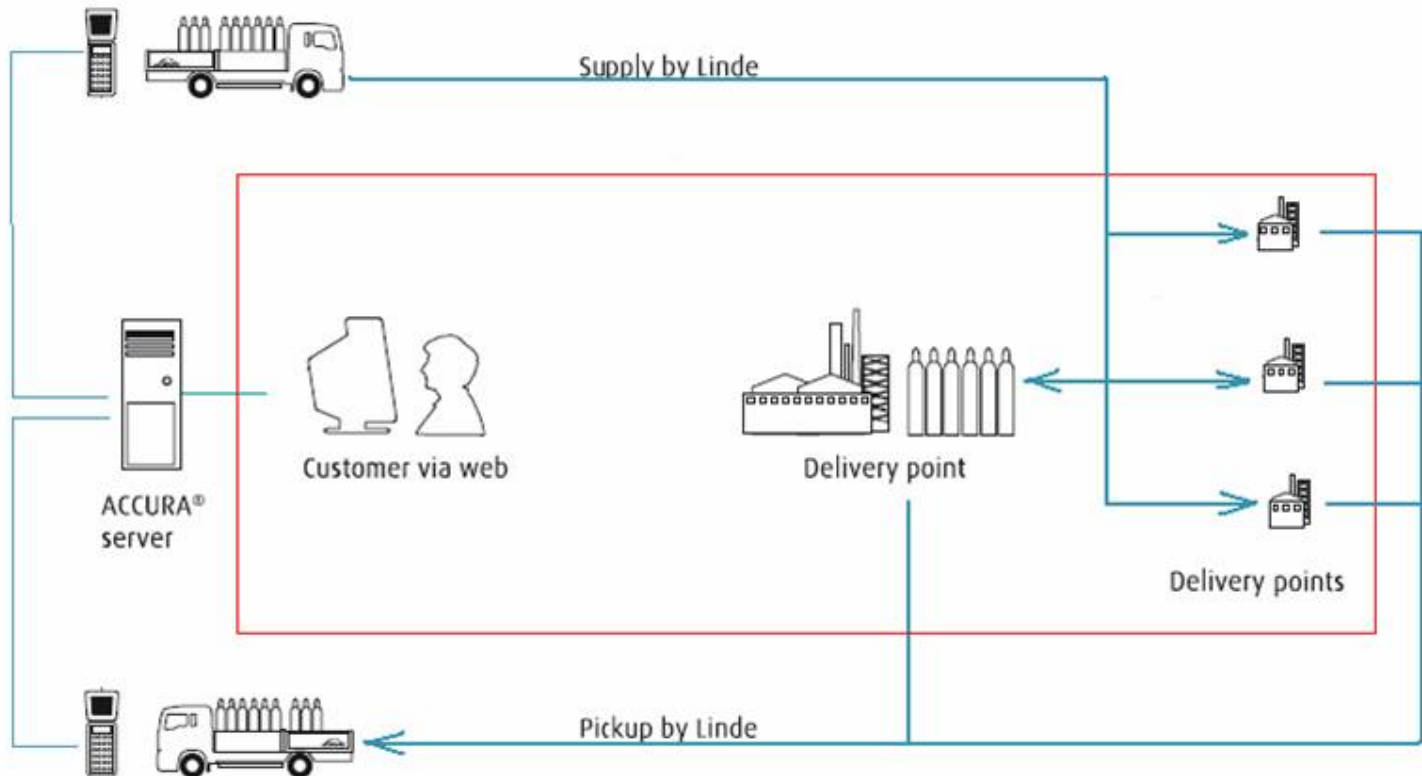 Supply by Linde
Customer via web
Delivery point
ACCURA®
server
Delivery points
Pickup by Linde